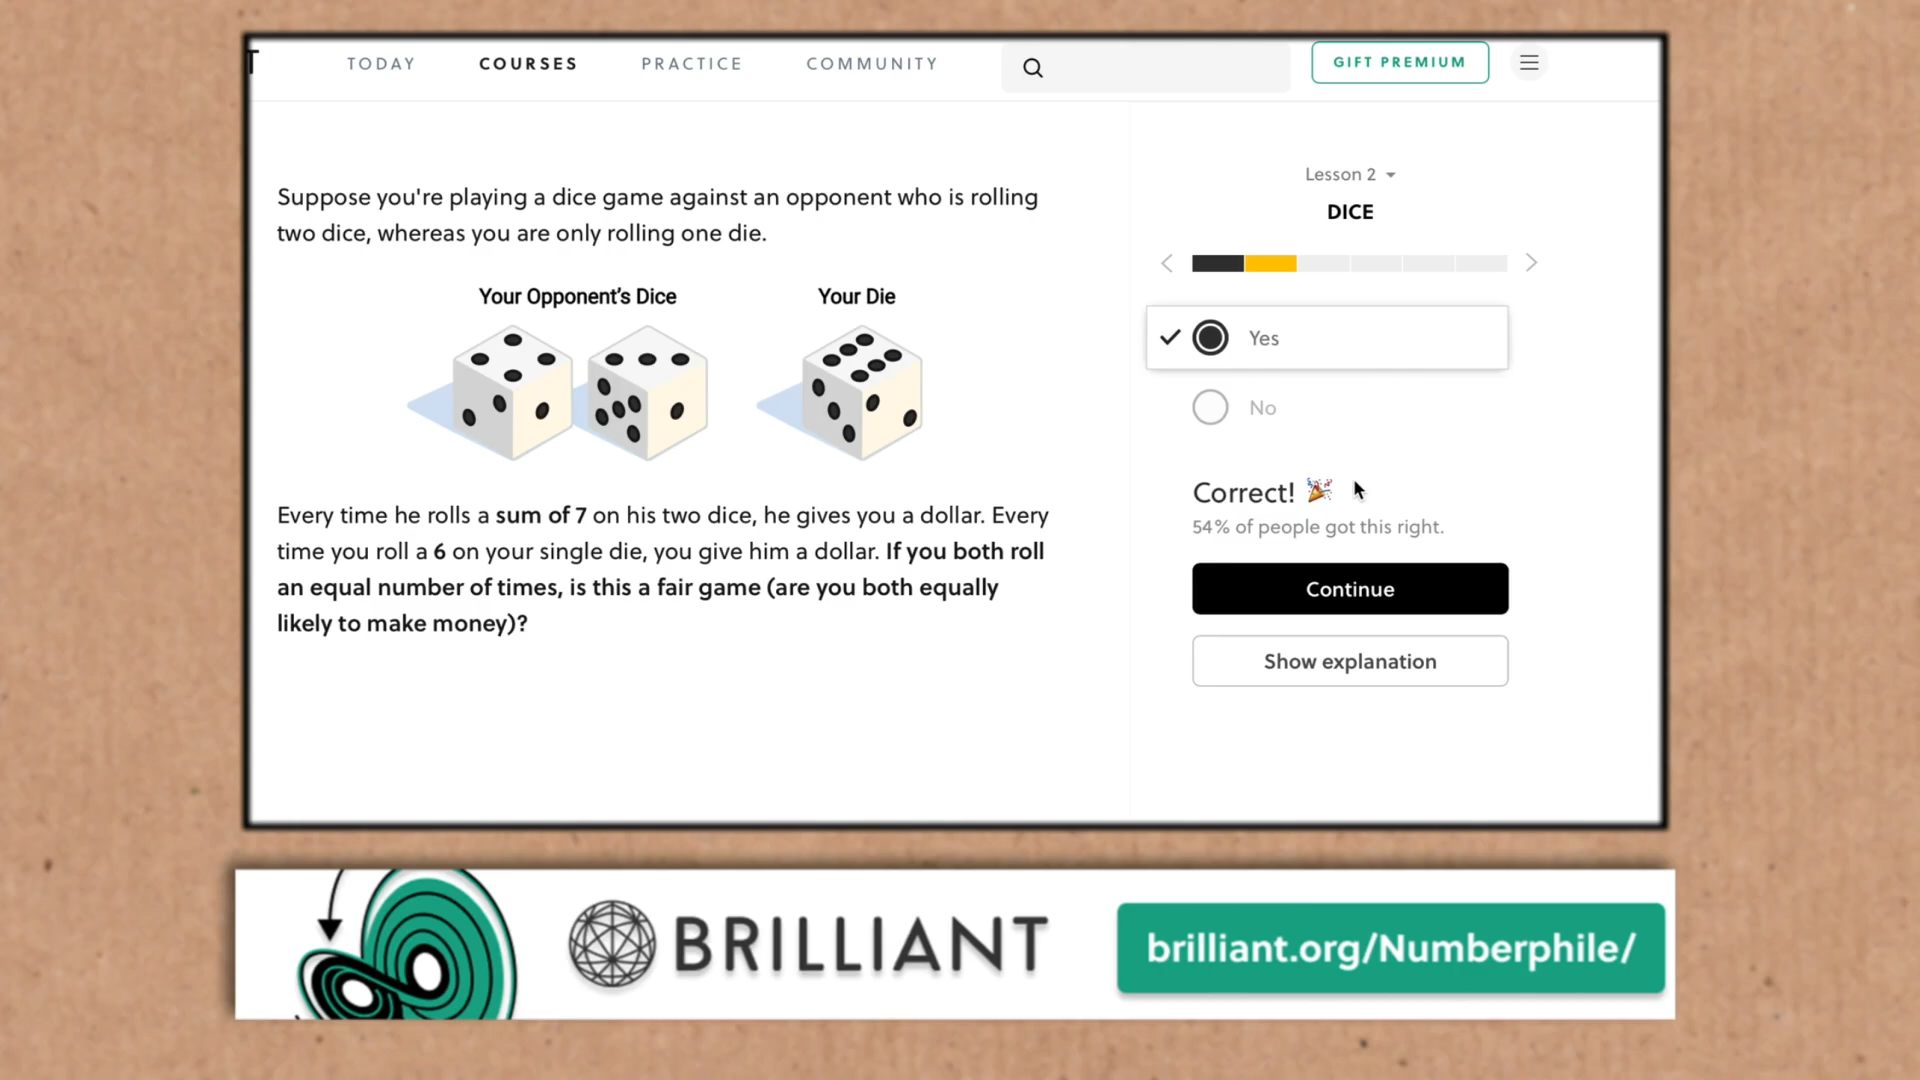 T
TODAY
COURSES
PRACTICE
COMMUNITY
GIFT PREMIUM
Suppose you're playing a dice game against an opponent who is rolling
two dice, whereas you are only rolling one die.
Your Opponent's Dice
Your Die
Every time he rolls a sum of 7 on his two dice, he gives you a dollar. Every
time you roll a 6 on your single die, you give him a dollar. If you both roll
an equal number of times, is this a fair game (are you both equally
likely to make money)?
Lesson 2
DICE
Yes
No
Correct!
54% of people got this right.
Continue
Show explanation
BRILLIANT
brilliant.org/Numberphile/